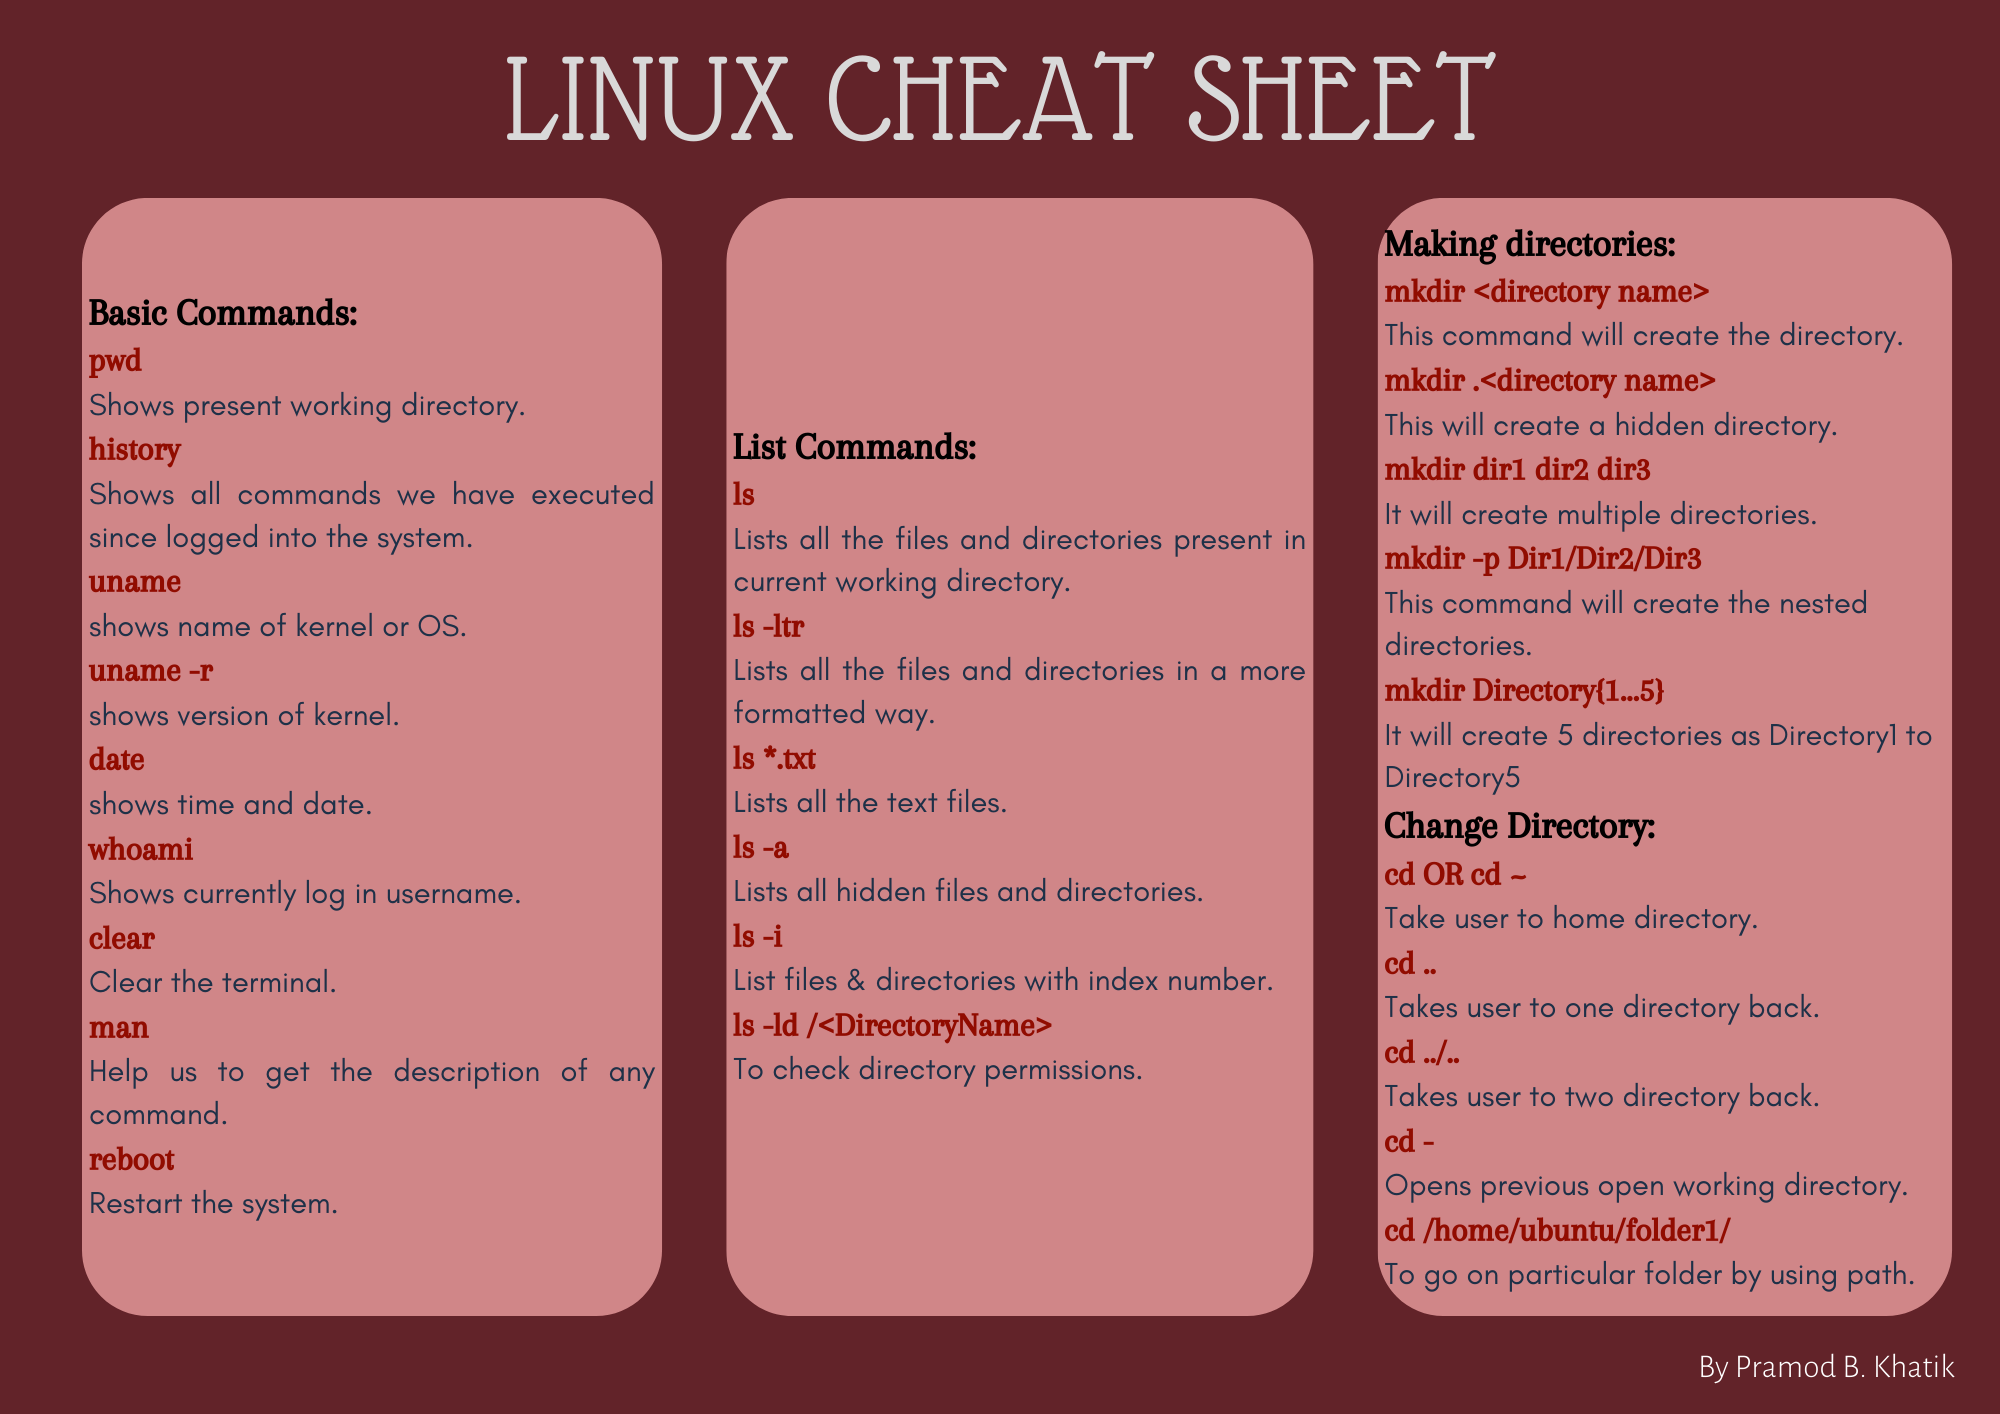 LINUX CHEAT SHEET
Basic Commands:
pwd
Shows present working directory.
history
Shows all commands we have executed
since logged into the system.
uname
shows name of kernel or OS.
uname -r
shows version of kernel.
date
shows time and date.
whoami
Shows currently log in username.
clear
Clear the terminal.
man
Help us to get the description of any
command.
reboot
Restart the system.
List Commands:
ls
Lists all the files and directories present in
current working directory.
ls -ltr
Lists all the files and directories in a more
formatted way.
ls *.txt
Lists all the text files.
ls -a
Lists all hidden files and directories.
ls -i
List files & directories with index number.
ls -ld /<DirectoryName>
To check directory permissions.
Making directories:
mkdir <directory name>
This command will create the directory.
mkdir .<directory name>
This will create a hidden directory.
mkdir dir1 dir2 dir3
It will create multiple directories.
mkdir -p Dir1/Dir2/Dir3
This command will create the nested
directories.
mkdir Directory{1...5}
It will create 5 directories as Directory1 to
Directory5
Change Directory:
cd OR cd ~
Take user to home directory.
cd ..
Takes user to one directory back.
cd ../..
Takes user to two directory back.
cd -
Opens previous open working directory.
cd /home/ubuntu/folder1/
To go on particular folder by using path.
By Pramod B. Khatik